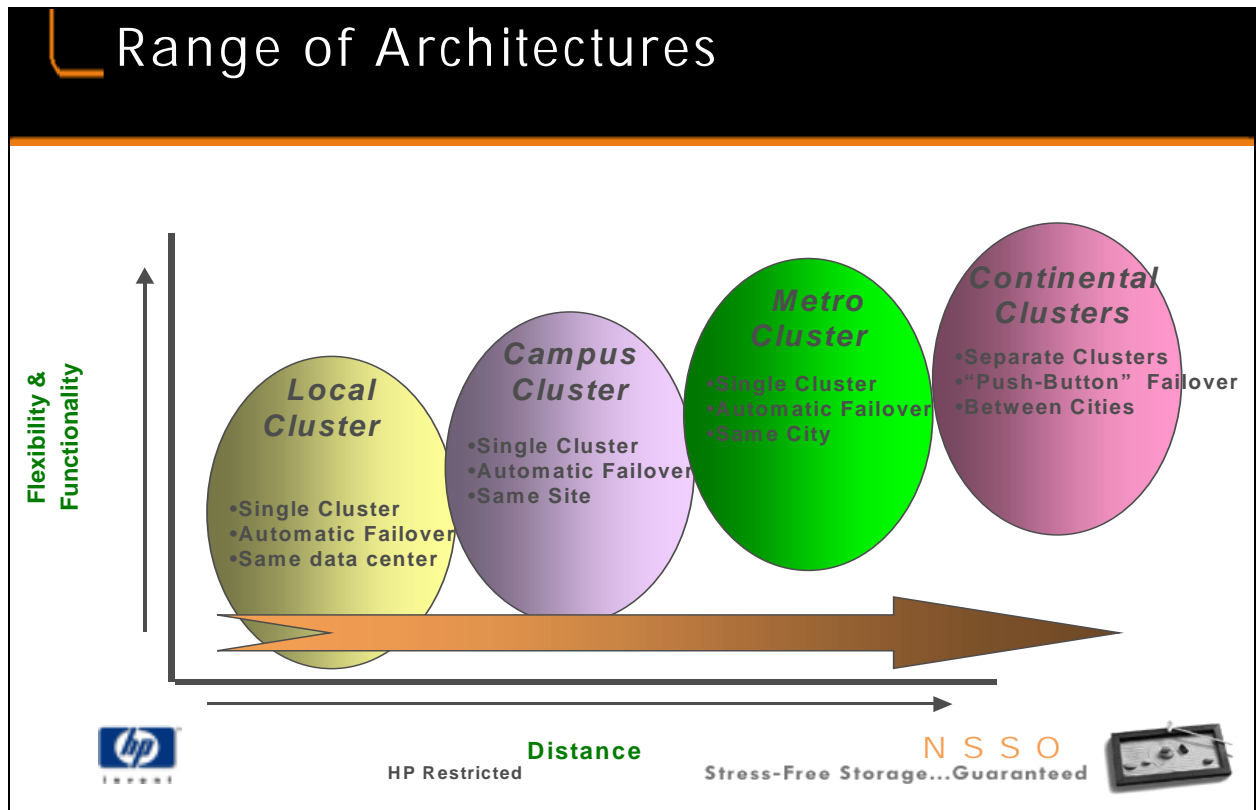 Range of Architectures
Flexibility &
Functionality
Local
Cluster
•Single Cluster
•Automatic Failover
•Same data center
Campus
Cluster
•Single Cluster
•Automatic Failover
•Same Site
Metro
Cluster
•Single Cluster
•Automatic Failover
•Same City
Continental
Clusters
•Separate Clusters
•“Push-Button” Failover
•Between Cities
Distance
hp
invent
HP Restricted
NSSO
Stress-Free Storage...Guaranteed